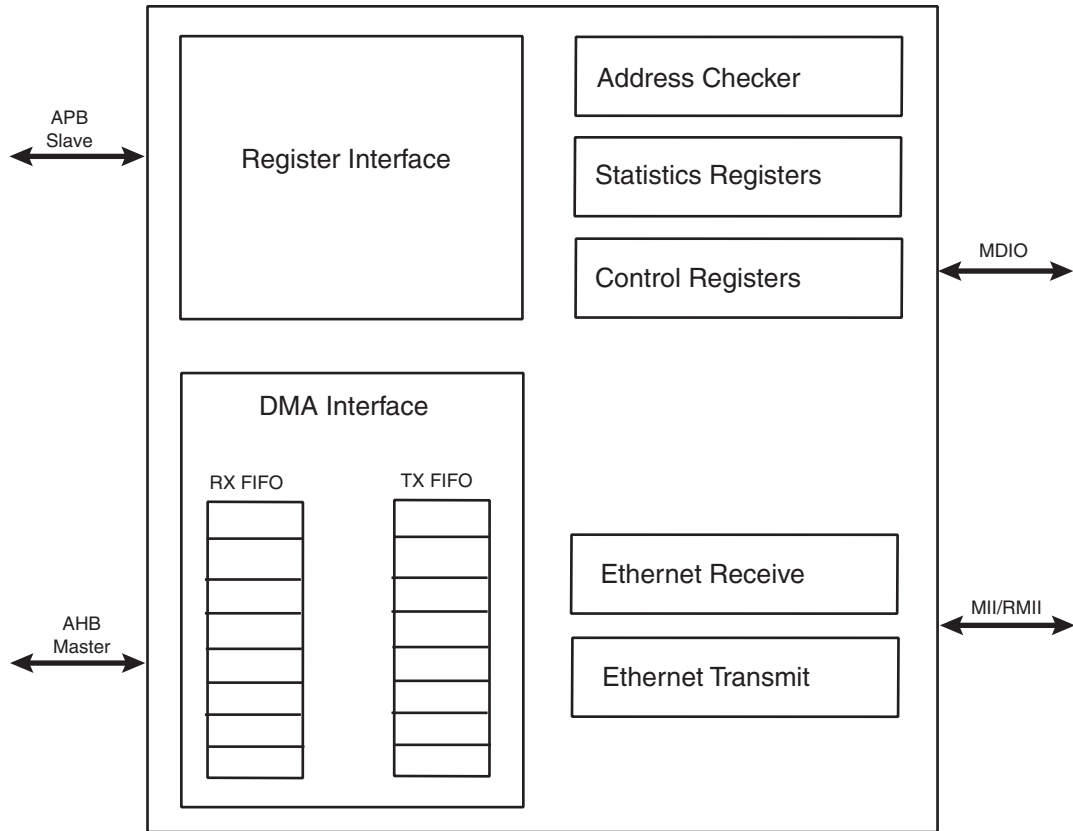 APB
Slave
Register Interface
Address Checker
Statistics Registers
Control Registers
MDIO
DMA Interface
RX FIFO
TX FIFO
AHB
Master
Ethernet Receive
Ethernet Transmit
MII/RMII